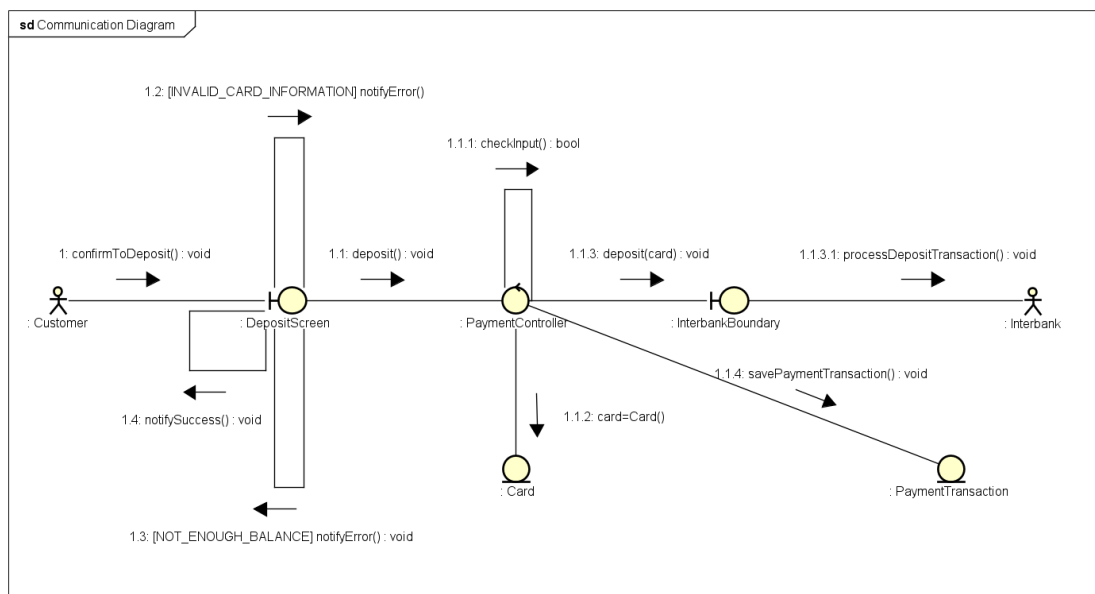 sd Communication Diagram
1.2: [INVALID_CARD_INFORMATION] notifyError()
1.1.1: checkInput() : bool
1: confirmToDeposit() : void
1.1: deposit() : void
1.1.3: deposit(card) : void
1.1.3.1: processDepositTransaction() : void
: Customer
: DepositScreen
: PaymentController
: InterbankBoundary
: Interbank
1.1.4: savePaymentTransaction() : void
1.4: notifySuccess() : void
1.1.2: card=Card()
: Card
: PaymentTransaction
1.3: [NOT_ENOUGH_BALANCE] notifyError() : void